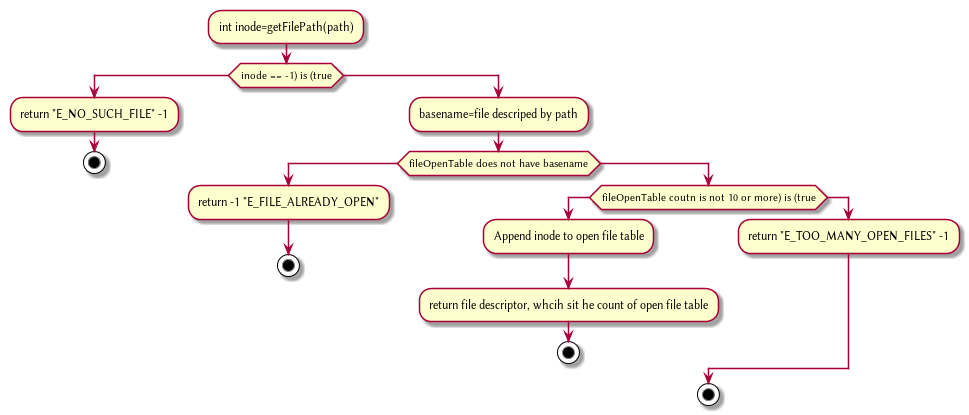 int inode=getFilePath(path)
inode == -1) is (true
return "E_NO_SUCH_FILE" -1
basename=file descriped by path
fileOpenTable does not have basename
return -1 "E_FILE_ALREADY_OPEN"
fileOpenTable coutn is not 10 or more) is (true
Append inode to open file table
return "E_TOO_MANY_OPEN_FILES" -1
return file descriptor, whcih sit he count of open file table